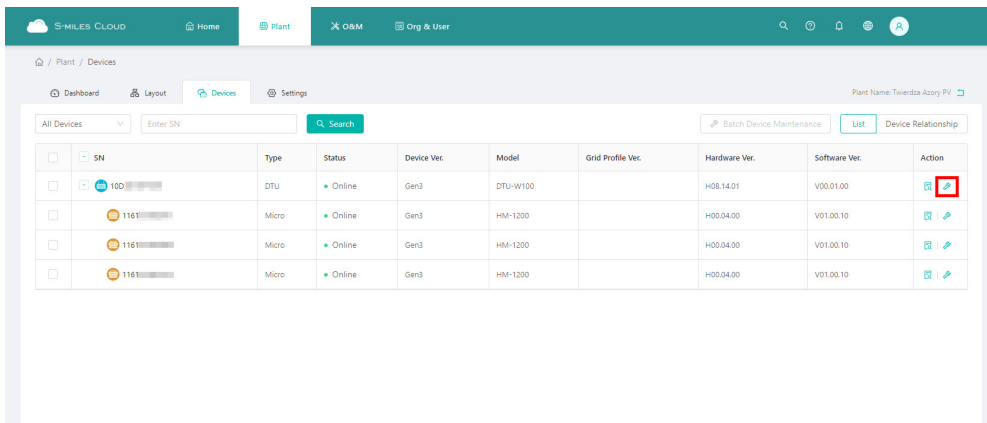 S-MILES CLOUD Home Plant O&M Org & User
/ Plant / Devices
Dashboard Layout Devices Settings Plant Name: Twierdza Azory PV
All Devices Enter SN Search Batch Device Maintenance List Device Relationship
SN Type Status Device Ver. Model Grid Profile Ver. Hardware Ver. Software Ver. Action
10D DTU Online Gen3 DTU-W100 H08.14.01 V00.01.00
1161 Micro Online Gen3 HM-1200 H00.04.00 V01.00.10
1161 Micro Online Gen3 HM-1200 H00.04.00 V01.00.10
1161 Micro Online Gen3 HM-1200 H00.04.00 V01.00.10